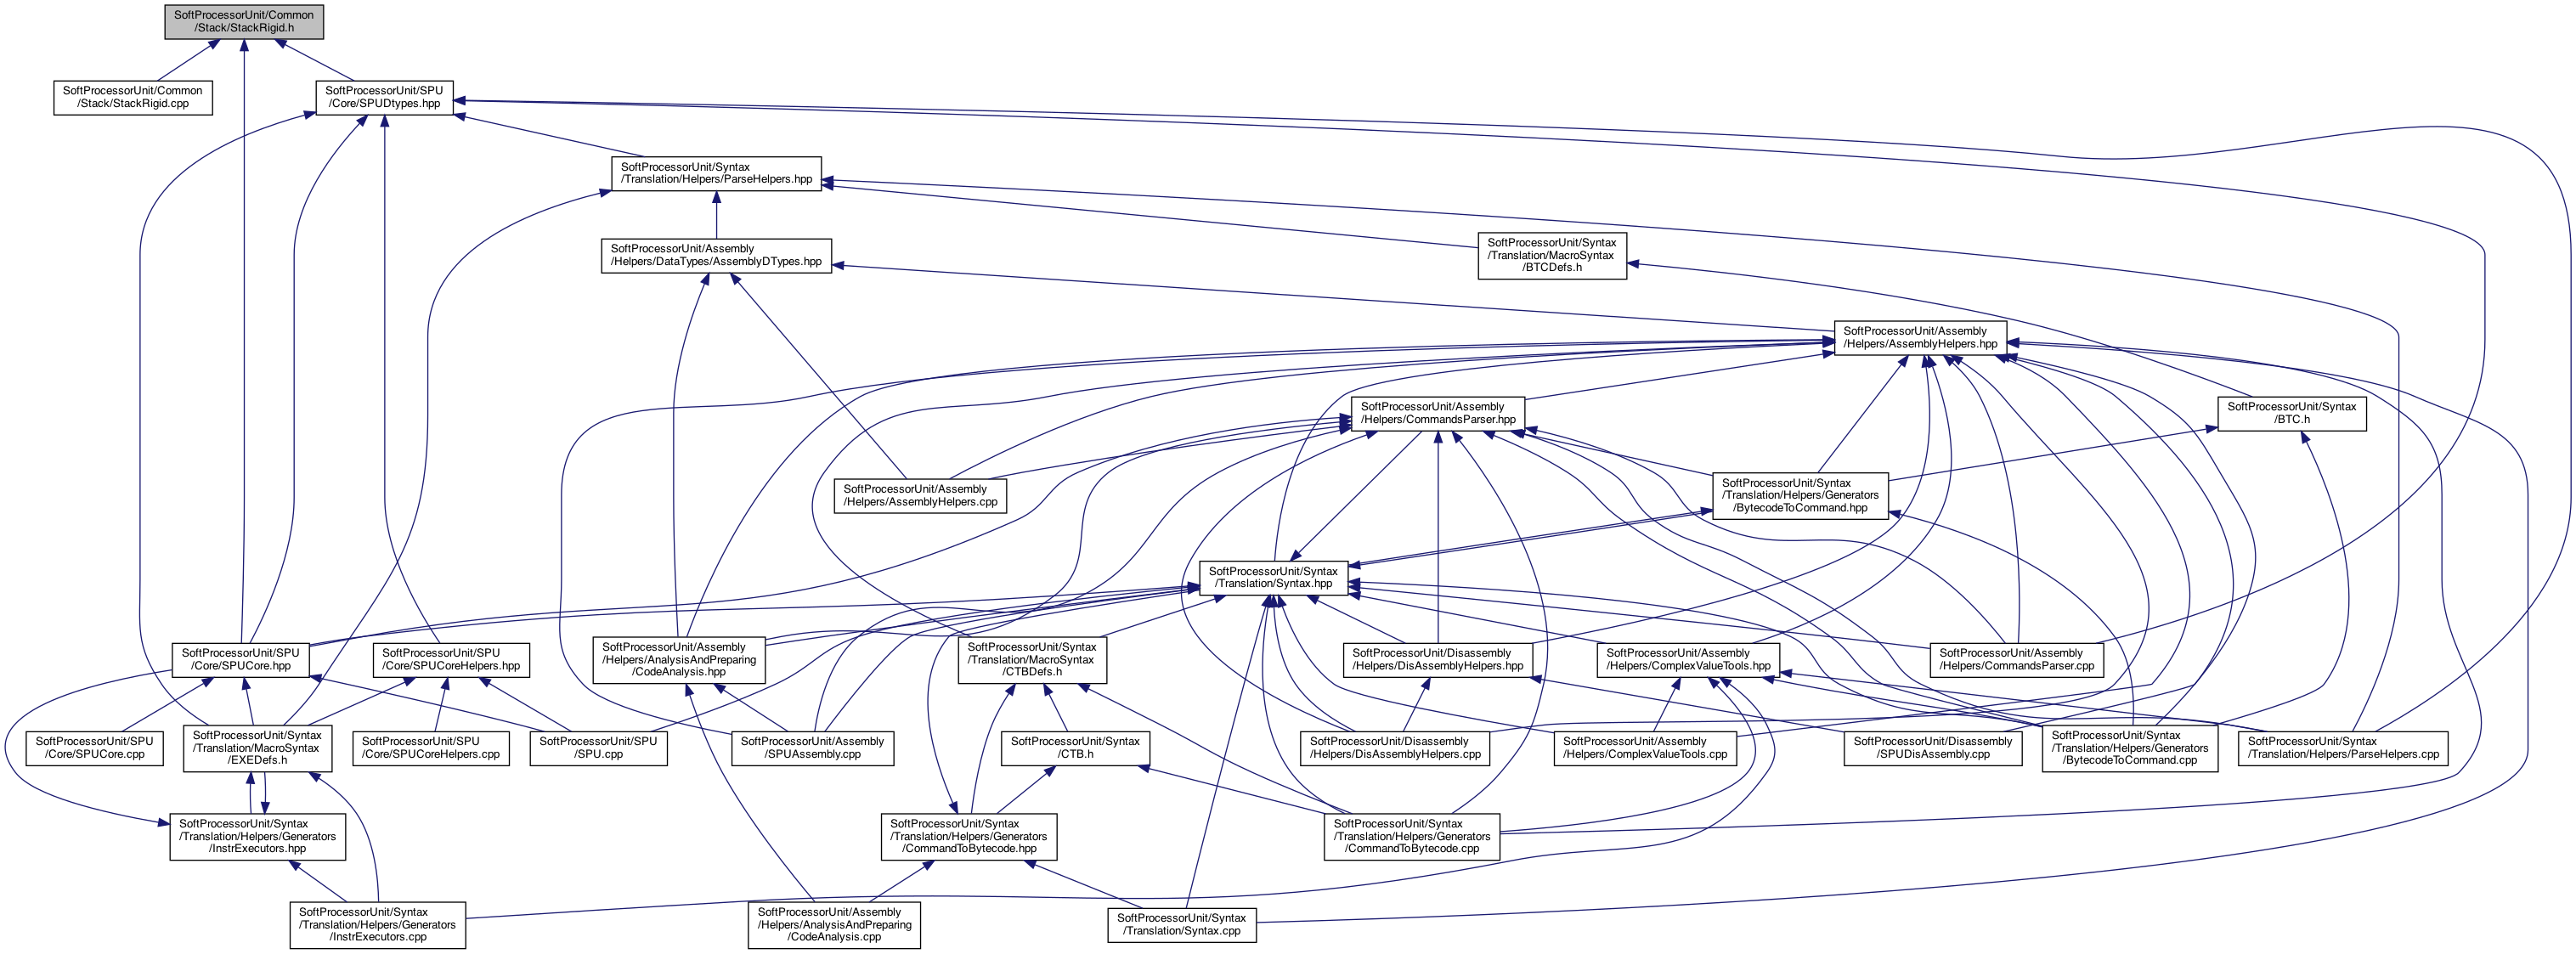 SoftProcessorUnit/Common
/Stack/StackRigid.h
SoftProcessorUnit/Common
/Stack/StackRigid.cpp
SoftProcessorUnit/SPU
/Core/SPUDtypes.hpp
SoftProcessorUnit/Syntax
/Translation/Helpers/ParseHelpers.hpp
SoftProcessorUnit/Assembly
/Helpers/DataTypes/AssemblyDTypes.hpp
SoftProcessorUnit/Syntax
/Translation/MacroSyntax
/BTCDefs.h
SoftProcessorUnit/Assembly
/Helpers/AssemblyHelpers.hpp
SoftProcessorUnit/Assembly
/Helpers/CommandsParser.hpp
SoftProcessorUnit/Syntax
/BTC.h
SoftProcessorUnit/Assembly
/Helpers/AssemblyHelpers.cpp
SoftProcessorUnit/Syntax
/Translation/Helpers/Generators
/BytecodeToCommand.hpp
SoftProcessorUnit/Syntax
/Translation/Syntax.hpp
SoftProcessorUnit/SPU
/Core/SPUCore.hpp
SoftProcessorUnit/SPU
/Core/SPUCoreHelpers.hpp
SoftProcessorUnit/Assembly
/Helpers/AnalysisAndPreparing
/CodeAnalysis.hpp
SoftProcessorUnit/Syntax
/Translation/MacroSyntax
/CTBDefs.h
SoftProcessorUnit/Disassembly
/Helpers/DisAssemblyHelpers.hpp
SoftProcessorUnit/Assembly
/Helpers/ComplexValueTools.hpp
SoftProcessorUnit/Assembly
/Helpers/CommandsParser.cpp
SoftProcessorUnit/SPU
/Core/SPUCore.cpp
SoftProcessorUnit/Syntax
/Translation/MacroSyntax
/EXEDefs.h
SoftProcessorUnit/SPU
/Core/SPUCoreHelpers.cpp
SoftProcessorUnit/SPU
/SPU.cpp
SoftProcessorUnit/Assembly
/SPUAssembly.cpp
SoftProcessorUnit/Syntax
/CTB.h
SoftProcessorUnit/Disassembly
/Helpers/DisAssemblyHelpers.cpp
SoftProcessorUnit/Assembly
/Helpers/ComplexValueTools.cpp
SoftProcessorUnit/Disassembly
/SPUDisAssembly.cpp
SoftProcessorUnit/Syntax
/Translation/Helpers/Generators
/BytecodeToCommand.cpp
SoftProcessorUnit/Syntax
/Translation/Helpers/ParseHelpers.cpp
SoftProcessorUnit/Syntax
/Translation/Helpers/Generators
/InstrExecutors.hpp
SoftProcessorUnit/Syntax
/Translation/Helpers/Generators
/CommandToBytecode.hpp
SoftProcessorUnit/Syntax
/Translation/Helpers/Generators
/CommandToBytecode.cpp
SoftProcessorUnit/Syntax
/Translation/Helpers/Generators
/InstrExecutors.cpp
SoftProcessorUnit/Assembly
/Helpers/AnalysisAndPreparing
/CodeAnalysis.cpp
SoftProcessorUnit/Syntax
/Translation/Syntax.cpp